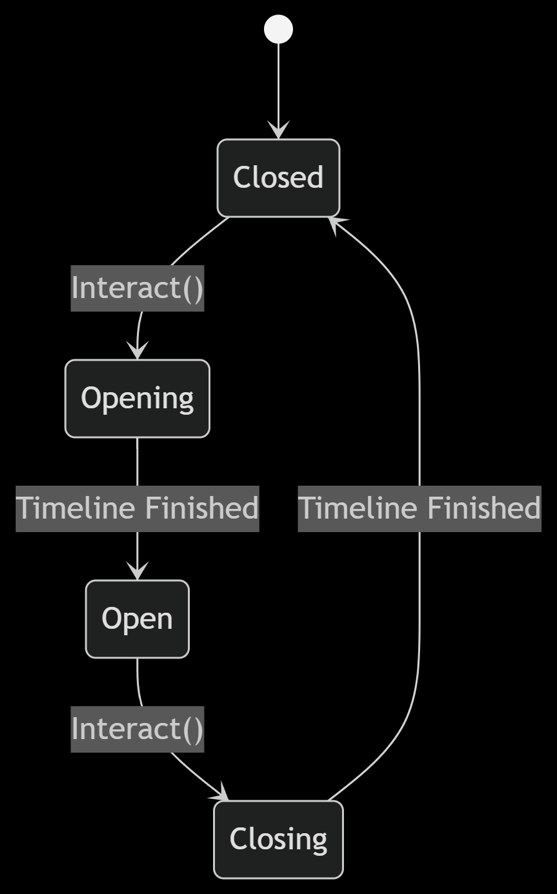 Closed
Interact()
Opening
Timeline Finished
Timeline Finished
Open
Interact()
Closing